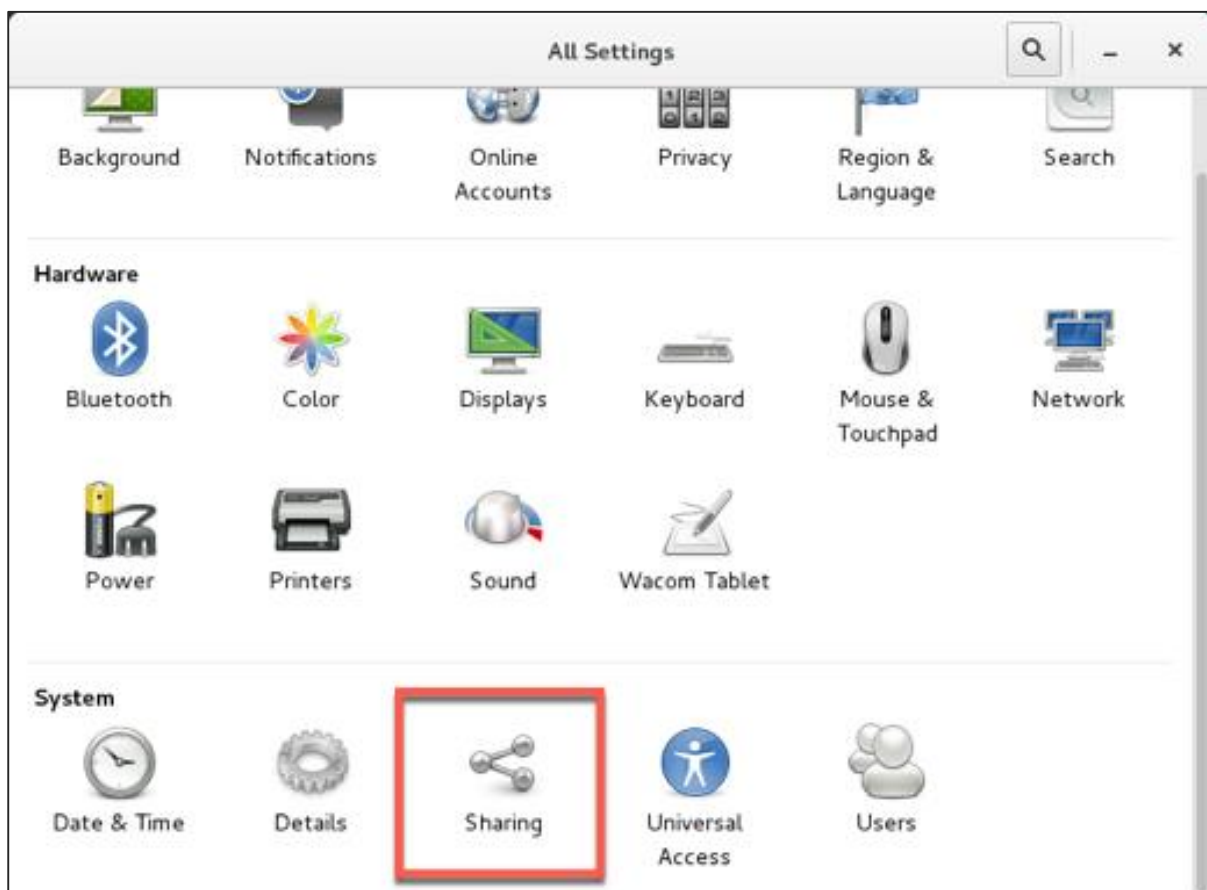 All Settings
Background
Notifications
Online
Accounts
Privacy
Region &
Language
Search
Hardware
Bluetooth
Color
Displays
Keyboard
Mouse &
Touchpad
Network
Power
Printers
Sound
Wacom Tablet
System
Date & Time
Details
Sharing
Universal
Access
Users